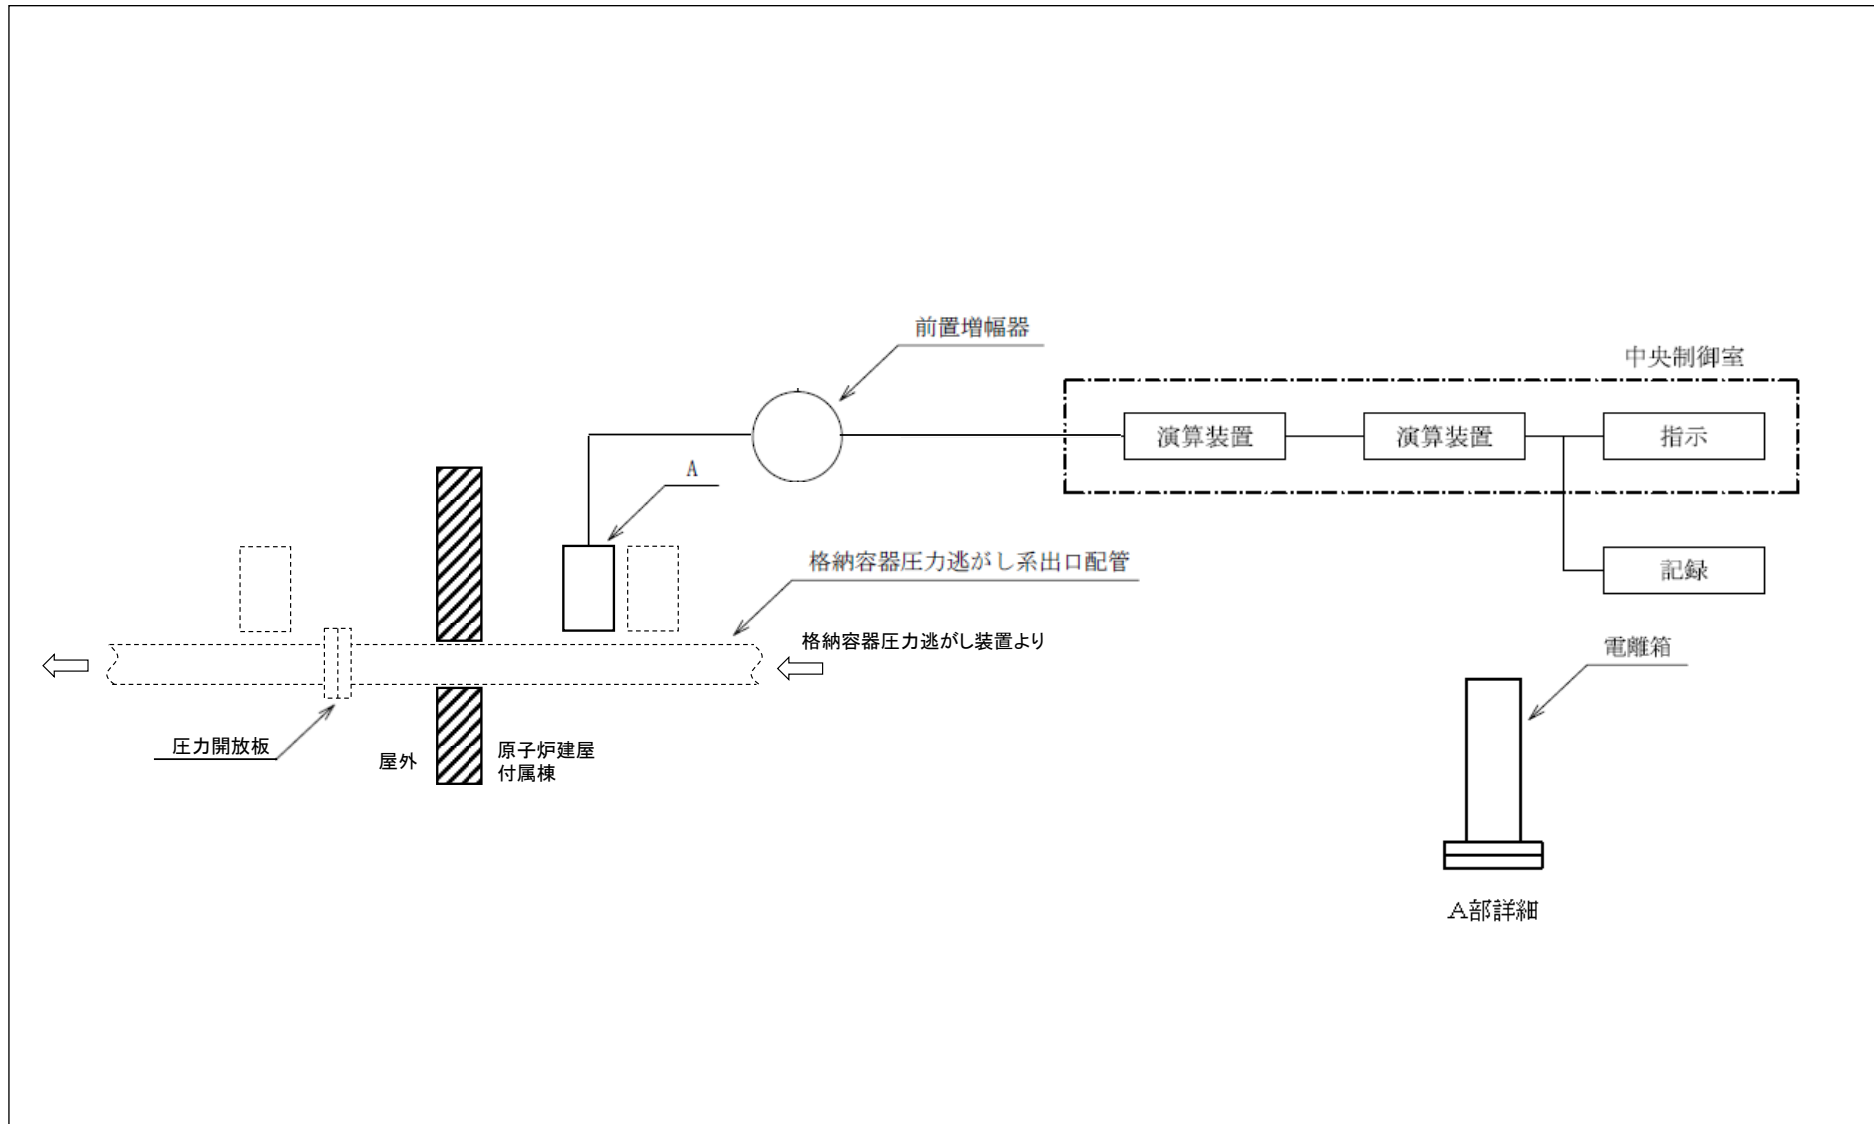 前置増幅器
中央制御室
演算装置
演算装置
指示
A
格納容器圧力逃がし系出口配管
記録
格納容器圧力逃がし装置より
電離箱
圧力開放板
屋外
原子炉建屋
付属棟
A部詳細